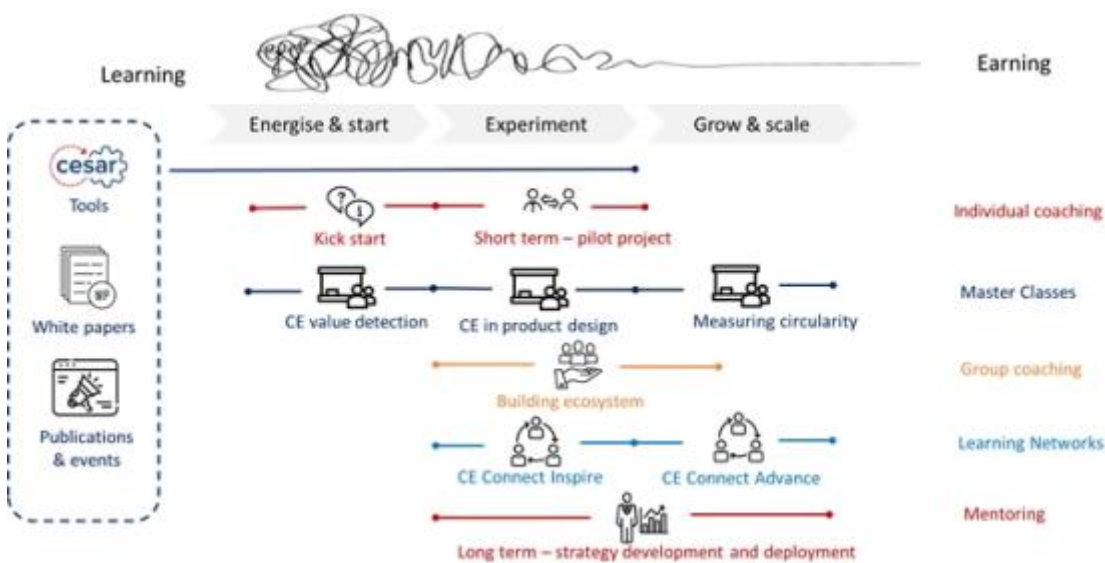 Learning
Earning
Energise & start
Experiment
Grow & scale
cesar
Tools
Kick start
Short term – pilot project
Individual coaching
White papers
CE value detection
CE in product design
Measuring circularity
Master Classes
Building ecosystem
Group coaching
Publications
& events
CE Connect Inspire
CE Connect Advance
Learning Networks
Long term – strategy development and deployment
Mentoring